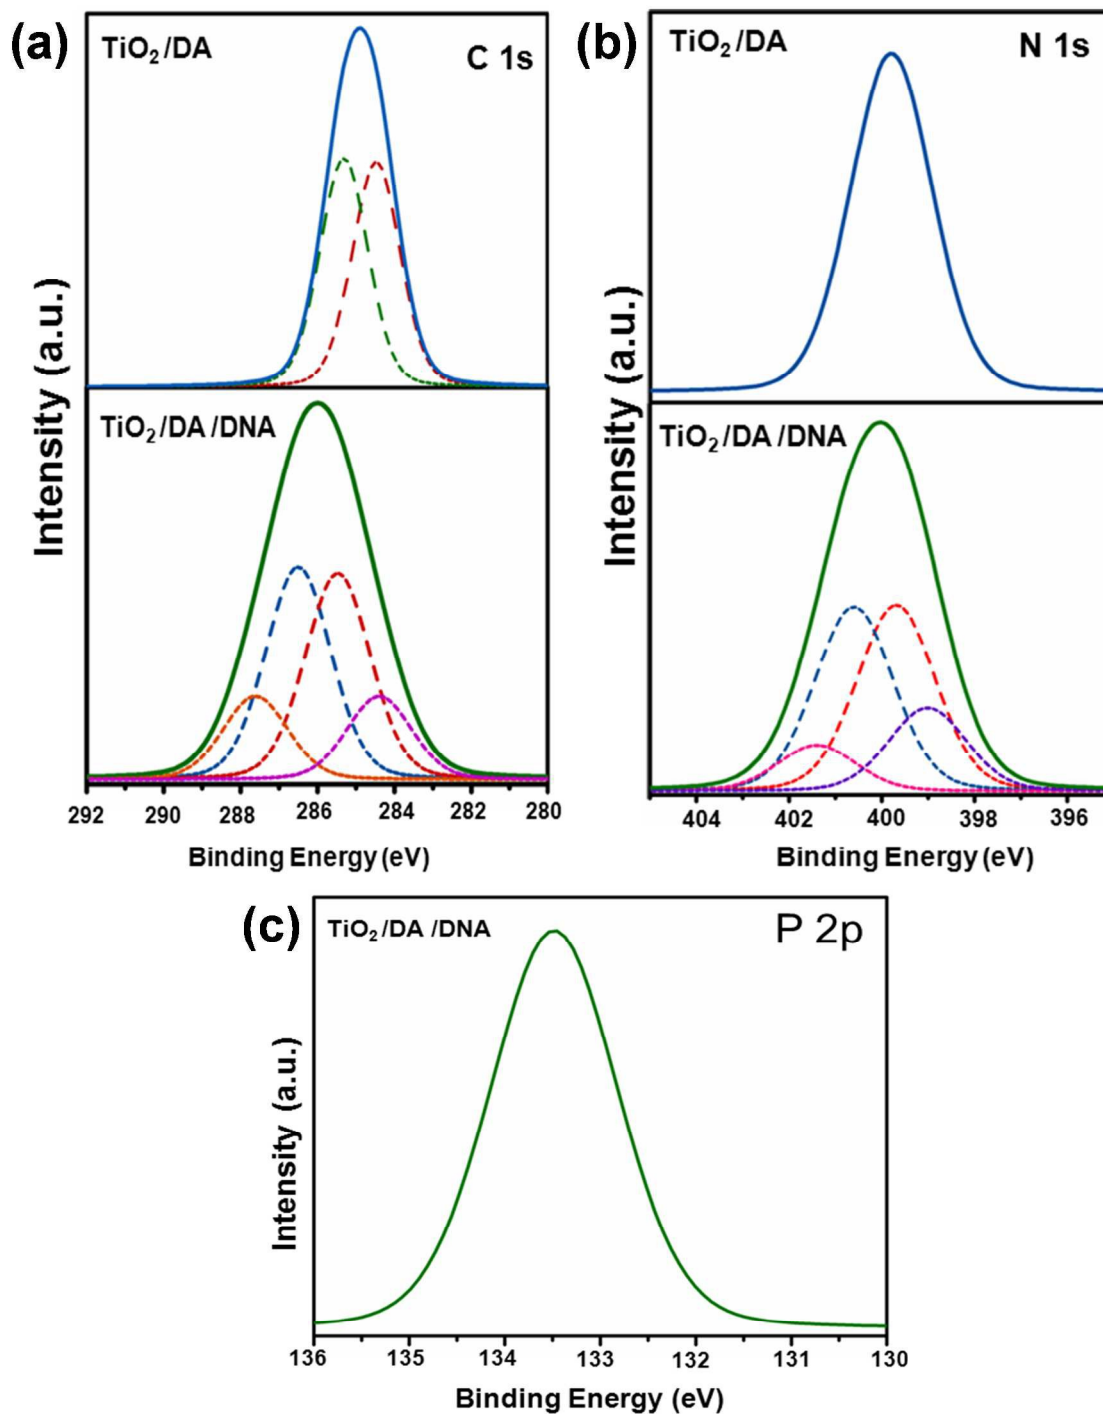 (a)
TiO₂/DA
C 1s
TiO₂/DA /DNA
Intensity (a.u.)
292 290 288 286 284 282 280
Binding Energy (eV)
(b)
TiO₂/DA
N 1s
TiO₂/DA /DNA
Intensity (a.u.)
404 402 400 398 396
Binding Energy (eV)
(c)
TiO₂/DA /DNA
P 2p
Intensity (a.u.)
136 135 134 133 132 131 130
Binding Energy (eV)